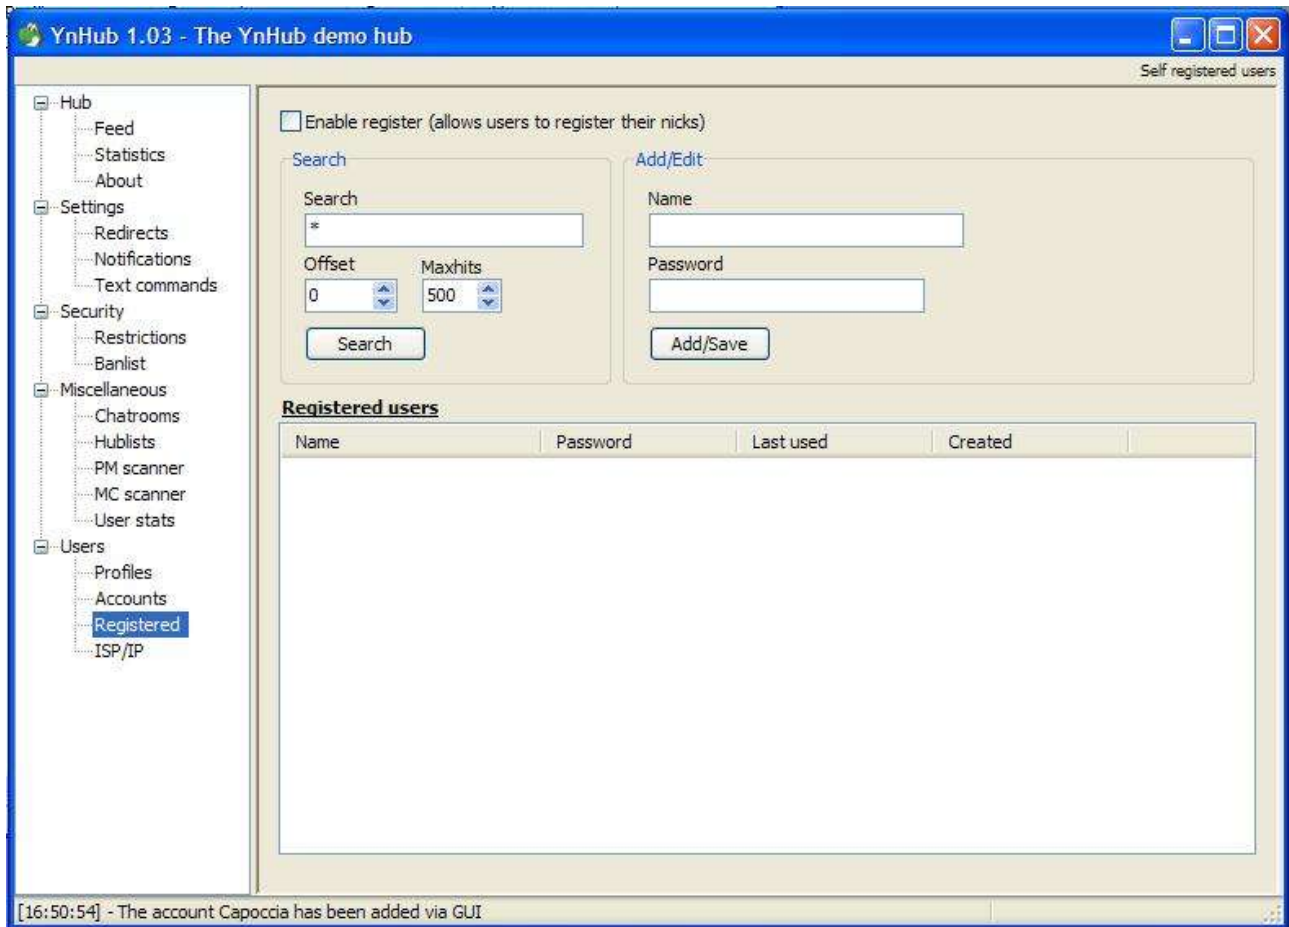 YnHub 1.03 - The YnHub demo hub
Self registered users
Hub
Feed
Statistics
About
Settings
Redirects
Notifications
Text commands
Security
Restrictions
Banlist
Miscellaneous
Chatrooms
Hublists
PM scanner
MC scanner
User stats
Users
Profiles
Accounts
Registered
ISP/IP
Enable register (allows users to register their nicks)
Search
Search
*
Offset Maxhits
0 500
Search
Add/Edit
Name
Password
Add/Save
Registered users
Name Password Last used Created
[16:50:54] - The account Capoccia has been added via GUI